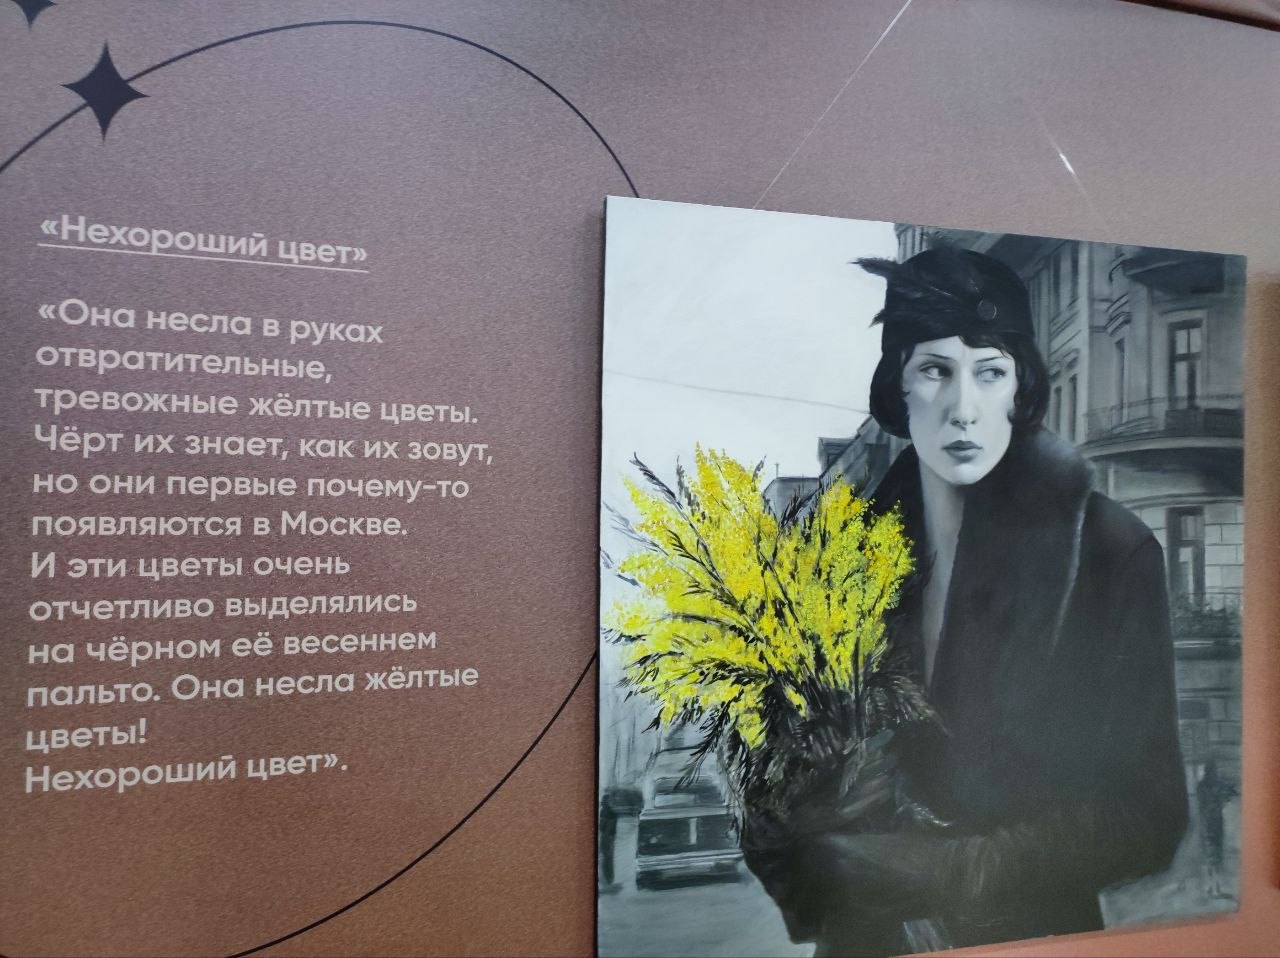 «Нехороший цвет»
«Она несла в руках
отвратительные,
тревожные жёлтые цветы.
Чёрт их знает, как их зовут,
но они первые почему-то
появляются в Москве.
И эти цветы очень
отчетливо выделялись
на чёрном её весеннем
пальто. Она несла жёлтые
цветы!
Нехороший цвет».